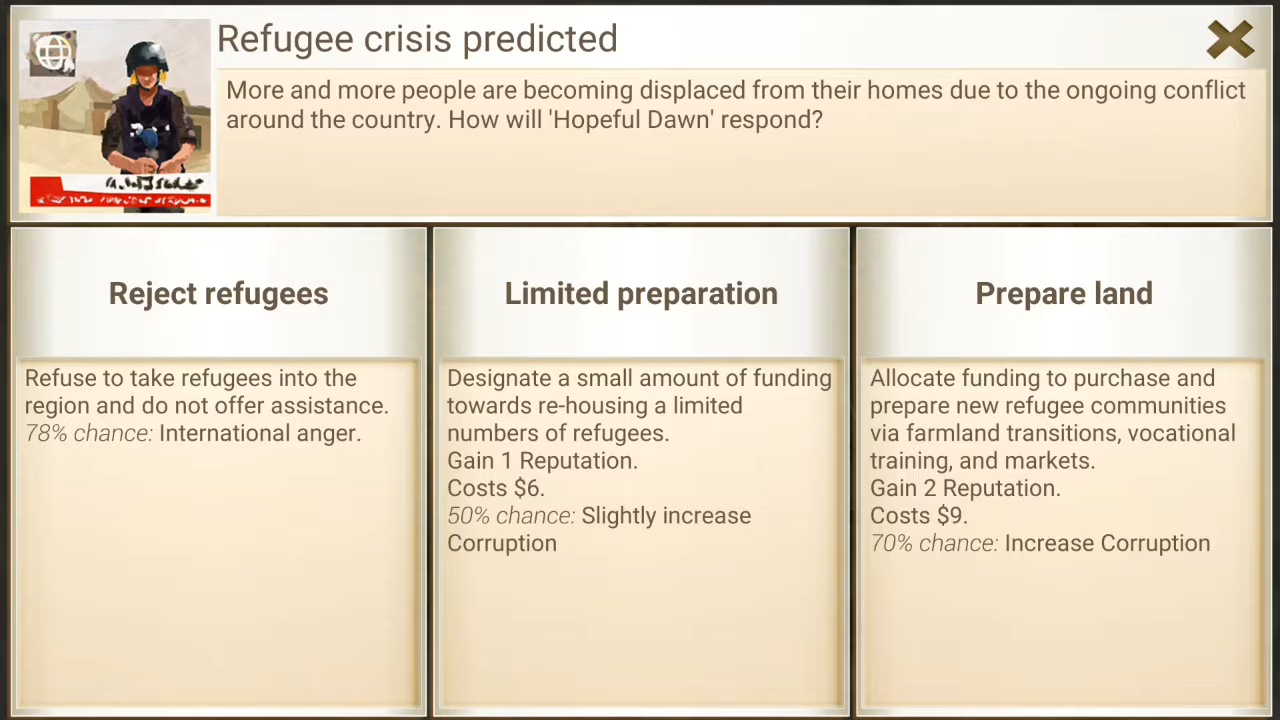 Refugee crisis predicted
More and more people are becoming displaced from their homes due to the ongoing conflict
around the country. How will 'Hopeful Dawn' respond?
Reject refugees
Refuse to take refugees into the
region and do not offer assistance.
78% chance: International anger.
Limited preparation
Designate a small amount of funding
towards re-housing a limited
numbers of refugees.
Gain 1 Reputation.
Costs $6.
50% chance: Slightly increase
Corruption
Prepare land
Allocate funding to purchase and
prepare new refugee communities
via farmland transitions, vocational
training, and markets.
Gain 2 Reputation.
Costs $9.
70% chance: Increase Corruption